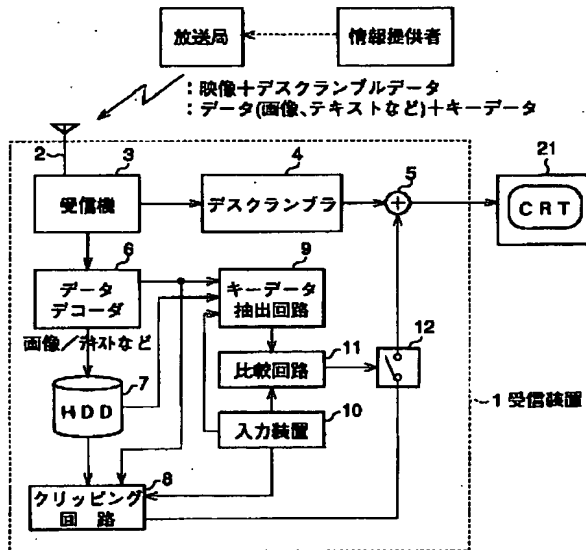 放送局
情報提供者
:映像+デスクランブルデータ
:データ(画像、テキストなど)+キーデータ
2
3
受信機
4
デスクランブラ
5
21
CRT
6
データ
デコーダ
9
キーデータ
抽出回路
画像/テキストなど
7
HDD
11
比較回路
12
10
入力装置
1 受信装置
8
クリッピング
回路